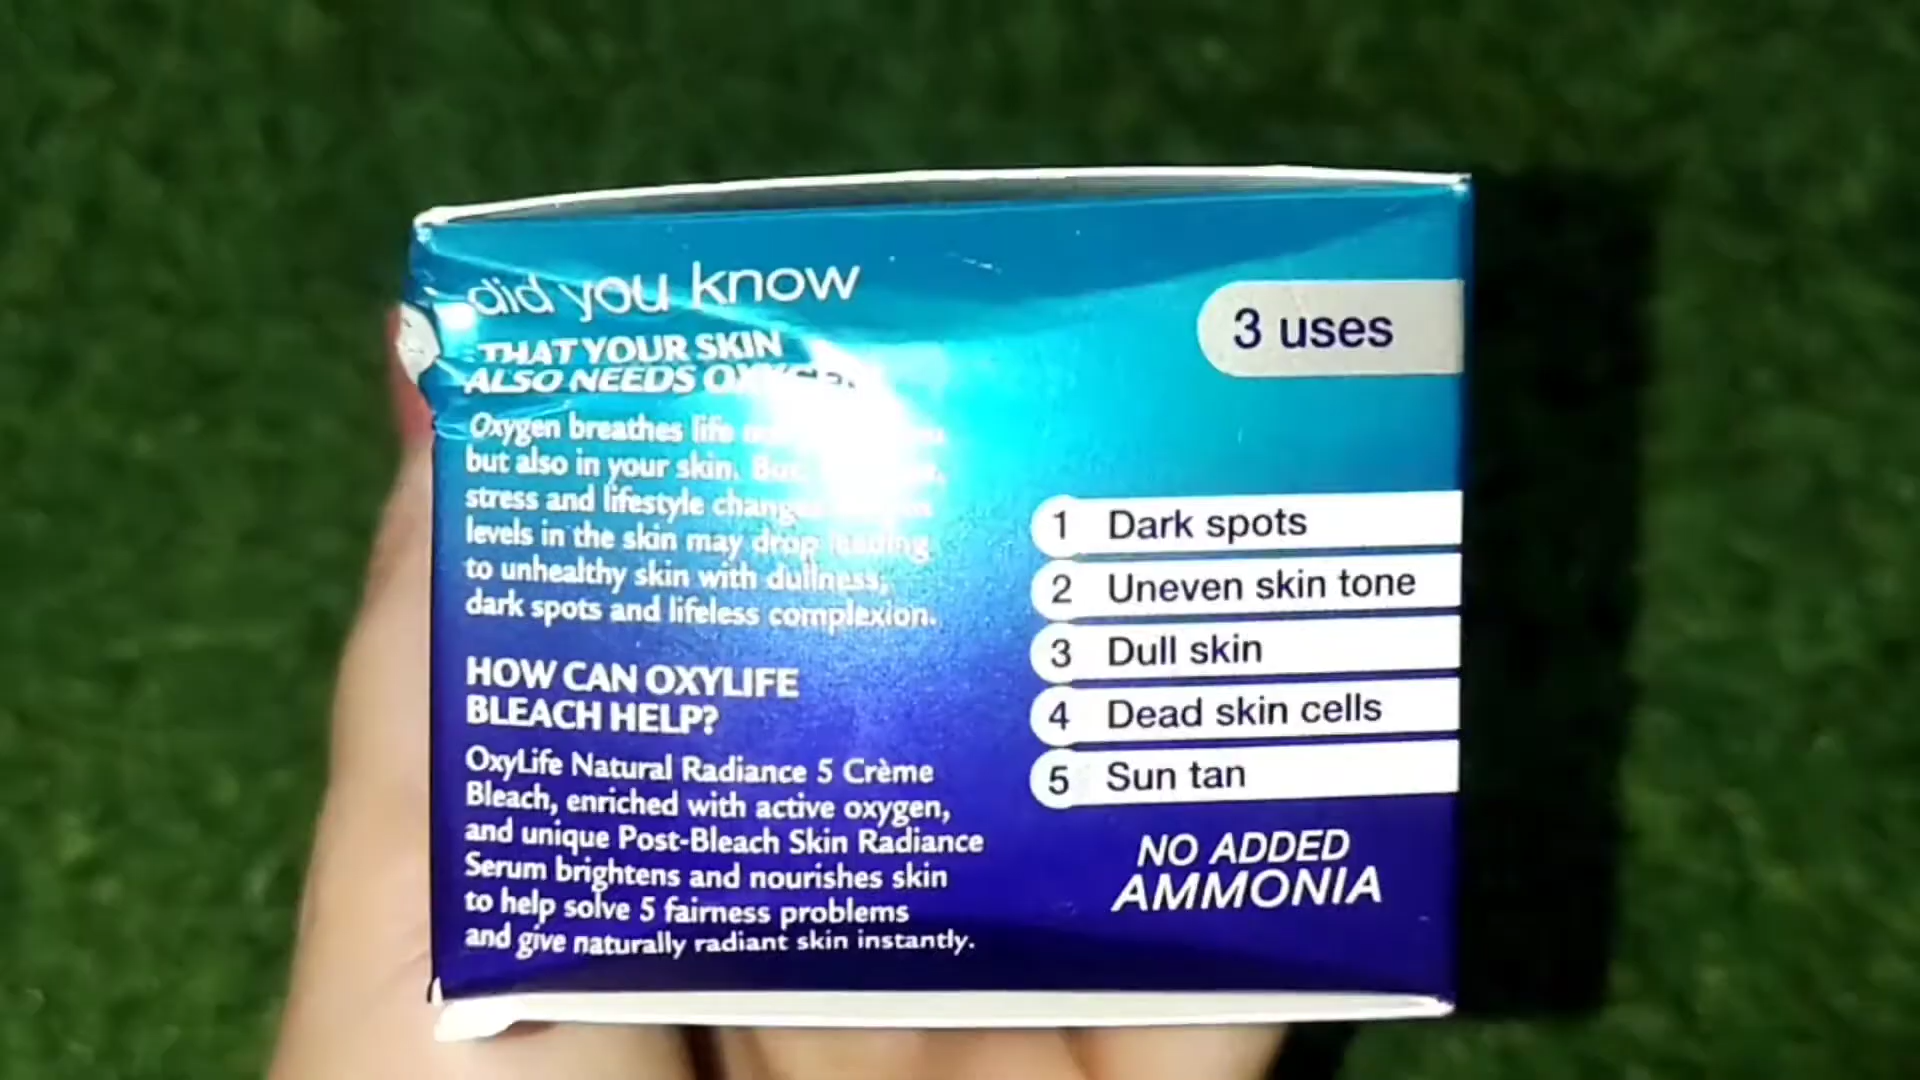 did you know
THAT YOUR SKIN
ALSO NEEDS OXYGEN
Oxygen breathes life
but also in your skin. But
stress and lifestyle changes
levels in the skin may drop leading
to unhealthy skin with dullness,
dark spots and lifeless complexion.
HOW CAN OXYLIFE
BLEACH HELP?
OxyLife Natural Radiance 5 Crème
Bleach, enriched with active oxygen,
and unique Post-Bleach Skin Radiance
Serum brightens and nourishes skin
to help solve 5 fairness problems
and give naturally radiant skin instantly.
3 uses
1 Dark spots
2 Uneven skin tone
3 Dull skin
4 Dead skin cells
5 Sun tan
NO ADDED
AMMONIA